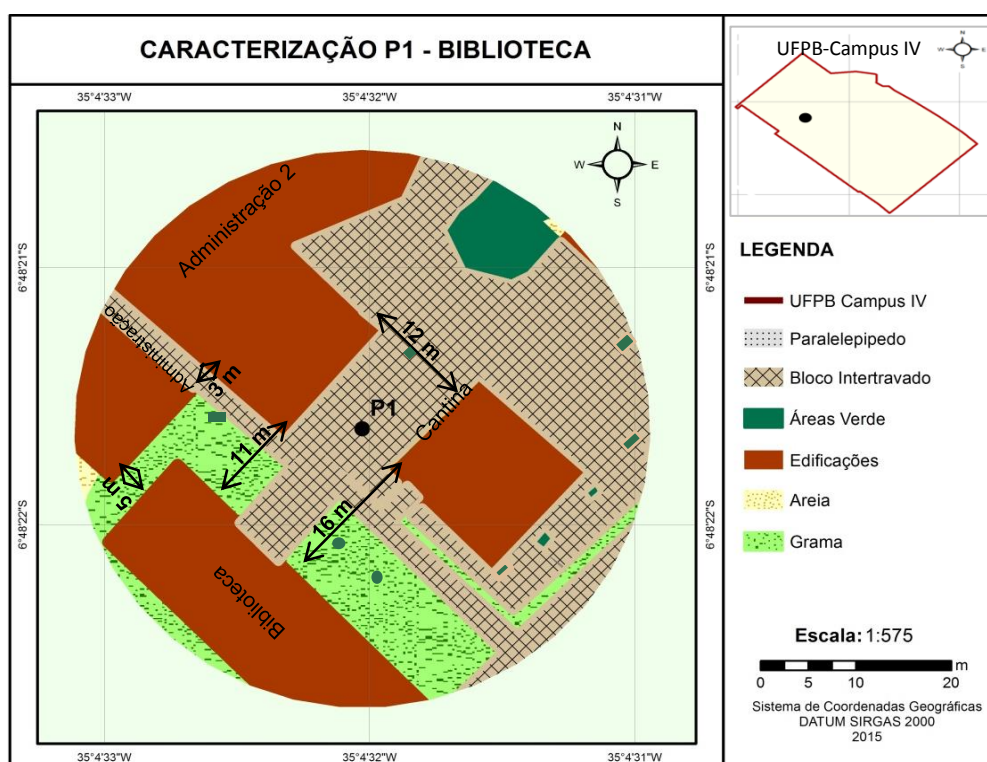 CARACTERIZAÇÃO P1 - BIBLIOTECA
35°4'33"W
35°4'32"W
35°4'31"W
6°48'21"S
6°48'22"S
N
W
E
S
Administração 2
Administração
12 m
3 m
P1
Cantina
11 m
5 m
16 m
Biblioteca
6°48'21"S
6°48'22"S
35°4'33"W
35°4'32"W
35°4'31"W
UFPB-Campus IV
N
W
E
S
LEGENDA
UFPB Campus IV
Paralelepipedo
Bloco Intertravado
Áreas Verde
Edificações
Areia
Grama
Escala: 1:575
m
0 5 10 20
Sistema de Coordenadas Geográficas
DATUM SIRGAS 2000
2015